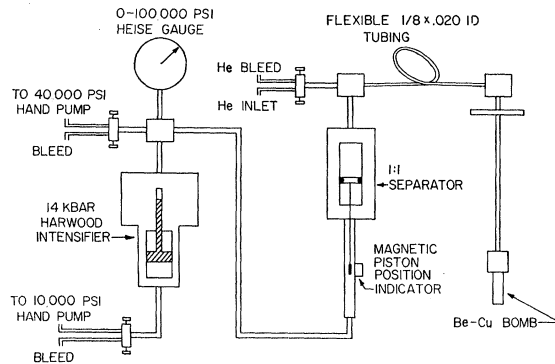 0-100,000 PSI
HEISE GAUGE
FLEXIBLE 1/8 x .020 ID
TUBING
He BLEED
He INLET
TO 40,000 PSI
HAND PUMP
BLEED
1:1
SEPARATOR
14 KBAR
HARWOOD
INTENSIFIER
MAGNETIC
PISTON
POSITION
INDICATOR
TO 10,000 PSI
HAND PUMP
BLEED
Be-Cu BOMB